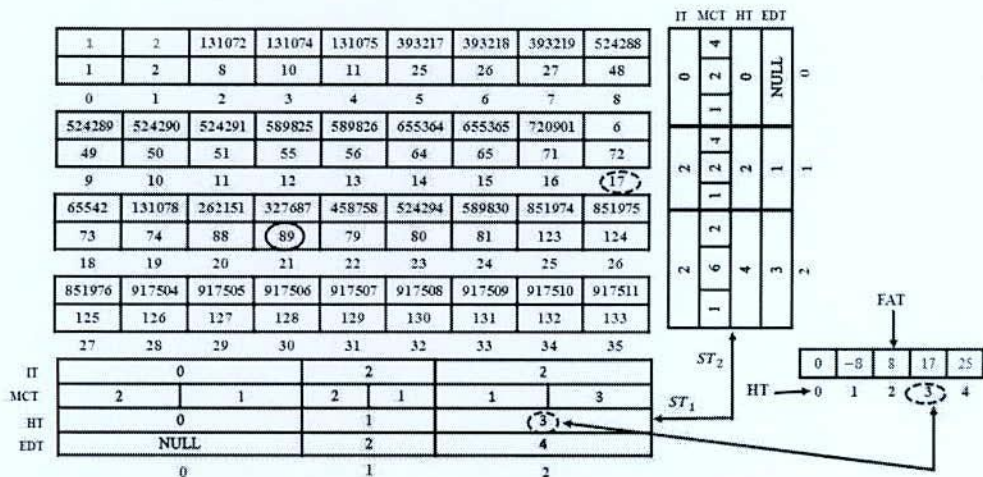 1 2 131072 131074 131075 393217 393218 393219 524288
1 2 8 10 11 25 26 27 48
0 1 2 3 4 5 6 7 8
524289 524290 524291 589825 589826 655364 655365 720901 6
49 50 51 55 56 64 65 71 72
9 10 11 12 13 14 15 16 17
65542 131078 262151 327687 458758 524294 589830 851974 851975
73 74 88 89 79 80 81 123 124
18 19 20 21 22 23 24 25 26
851976 917504 917505 917506 917507 917508 917509 917510 917511
125 126 127 128 129 130 131 132 133
27 28 29 30 31 32 33 34 35
IT 0 2 2
MCT 2 1 2 1 1 3
HT 0 1 3
EDT NULL 2 4
0 1 2
ST1
IT MCT HT EDT
0 1 2 4 0 NULL 0
2 1 2 4 2 1 1
2 1 6 2 4 3 2
ST2
FAT
0 −8 8 17 25
HT 0 1 2 3 4